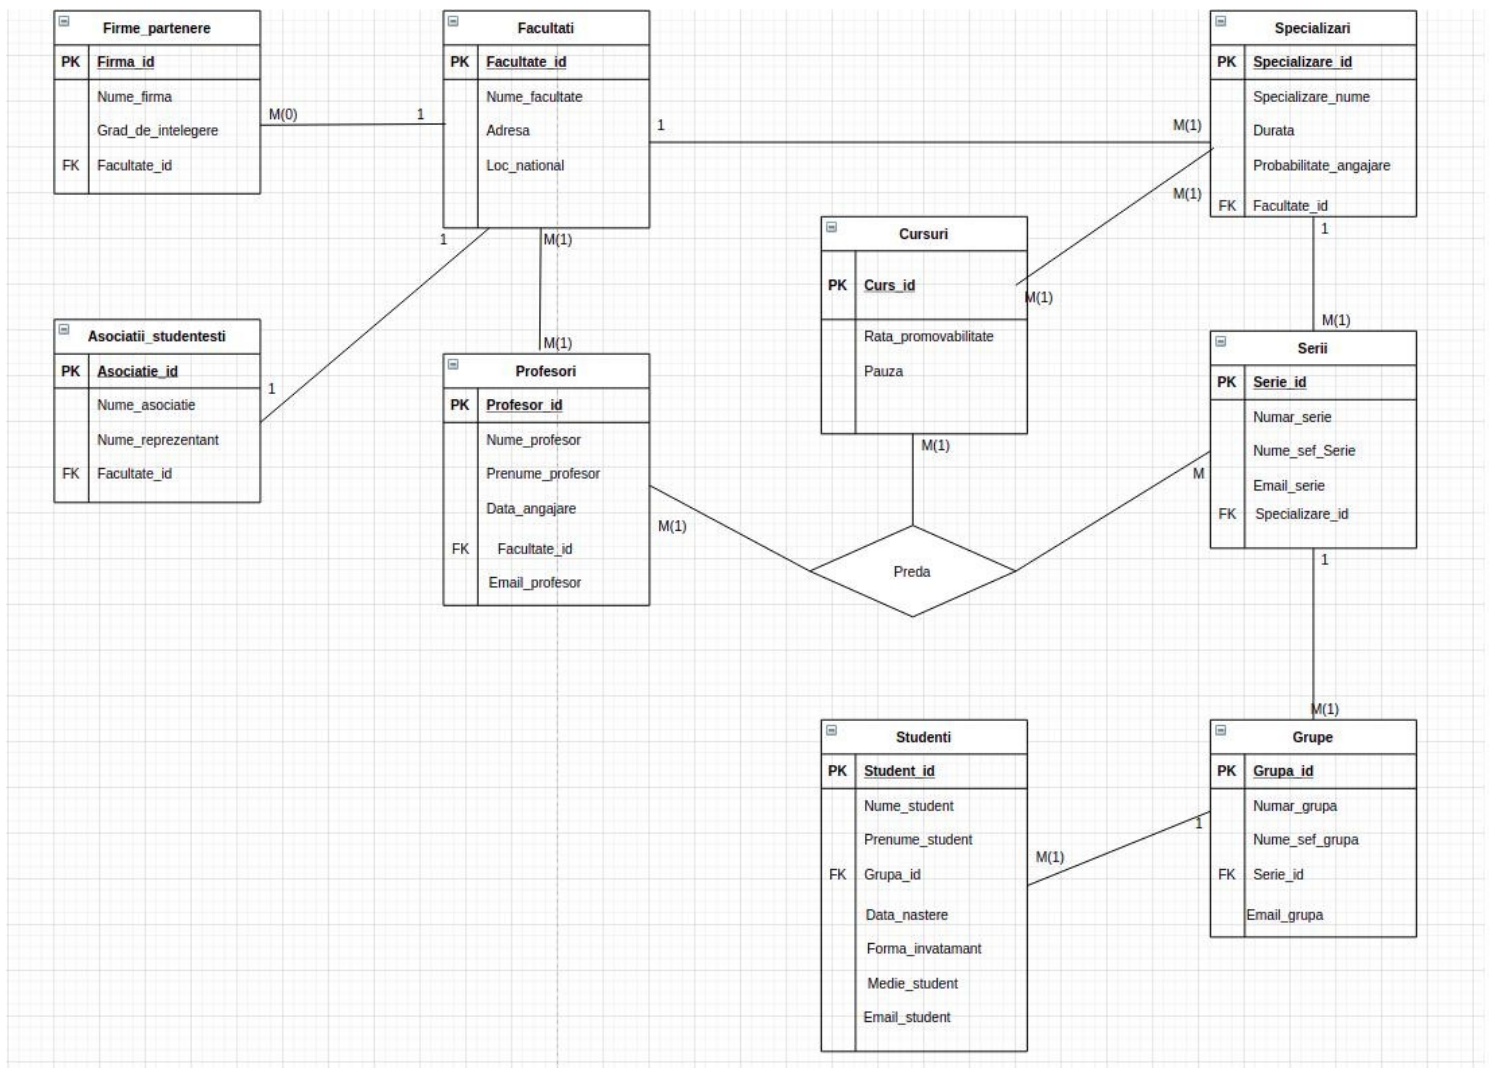 Firme_partenere
PK Firma_id
Nume_firma
Grad_de_intelegere
FK Facultate_id
M(0)
1
Facultati
PK Facultate_id
Nume_facultate
Adresa
Loc_national
1
M(1)
Specializari
PK Specializare_id
Specializare_nume
Durata
Probabilitate_angajare
FK Facultate_id
M(1)
M(1)
Cursuri
PK Curs_id
Rata_promovabilitate
Pauza
1
M(1)
1
M(1)
M(1)
1
Asociatii_studentesti
PK Asociatie_id
Nume_asociatie
Nume_reprezentant
FK Facultate_id
Profesori
PK Profesor_id
Nume_profesor
Prenume_profesor
Data_angajare
FK Facultate_id
Email_profesor
M(1)
M(1)
M
Preda
Serii
PK Serie_id
Numar_serie
Nume_sef_Serie
Email_serie
FK Specializare_id
1
M(1)
Studenti
PK Student_id
Nume_student
Prenume_student
FK Grupa_id
Data_nastere
Forma_invatamant
Medie_student
Email_student
M(1)
1
Grupe
PK Grupa_id
Numar_grupa
Nume_sef_grupa
FK Serie_id
Email_grupa